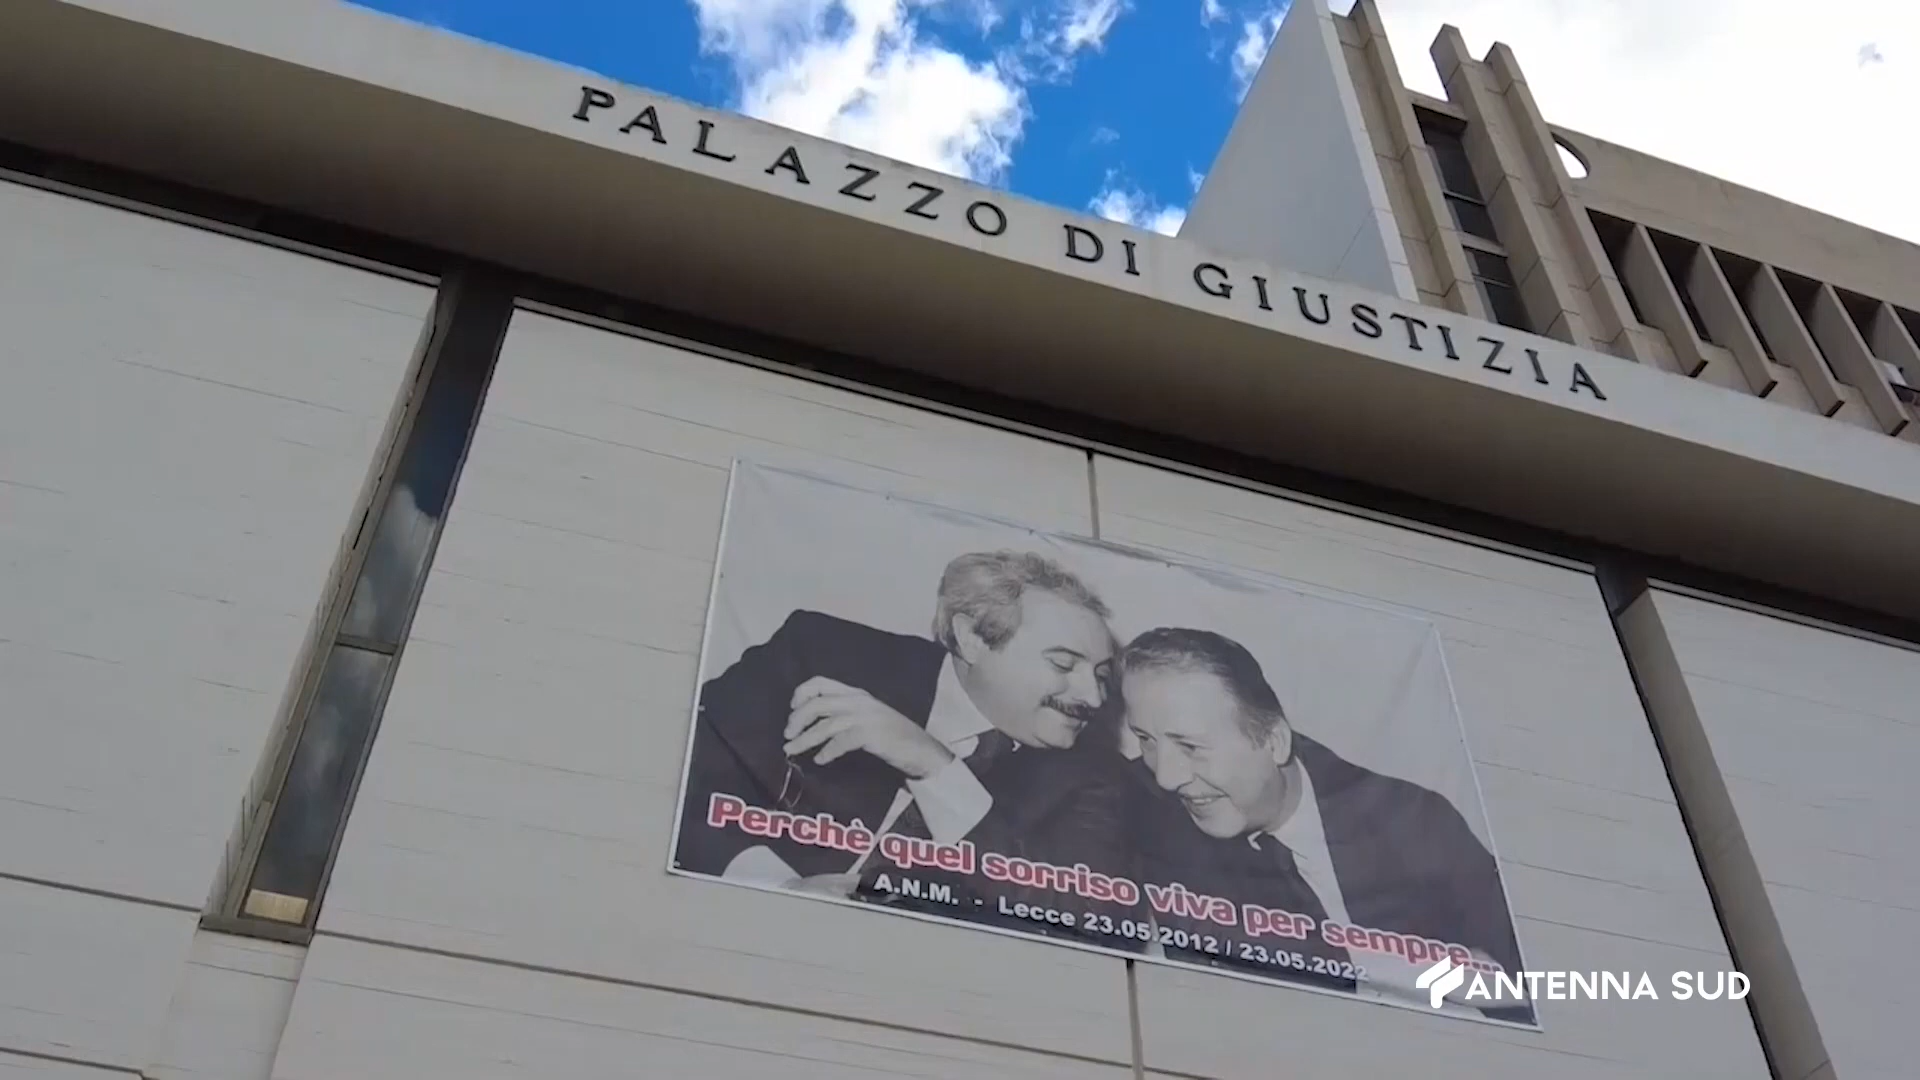 PALAZZO DI GIUSTIZIA
Perchè quel sorriso viva per sempre...
A.N.M. - Lecce 23.05.2012 / 23.05.2022
ANTENNA SUD